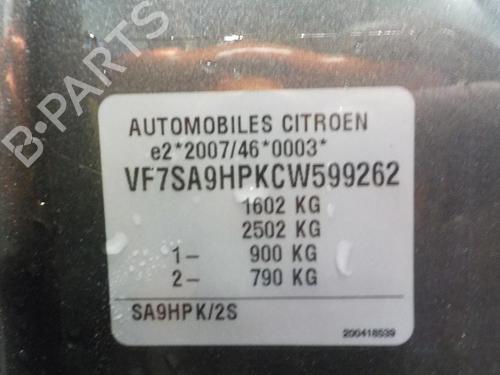 B-PARTS
AUTOMOBILES CITROEN
e2*2007/46*0003*
VF7SA9HPKCW599262
1602 KG
2502 KG
1- 900 KG
2- 790 KG
SA9HPK/2S
200418539